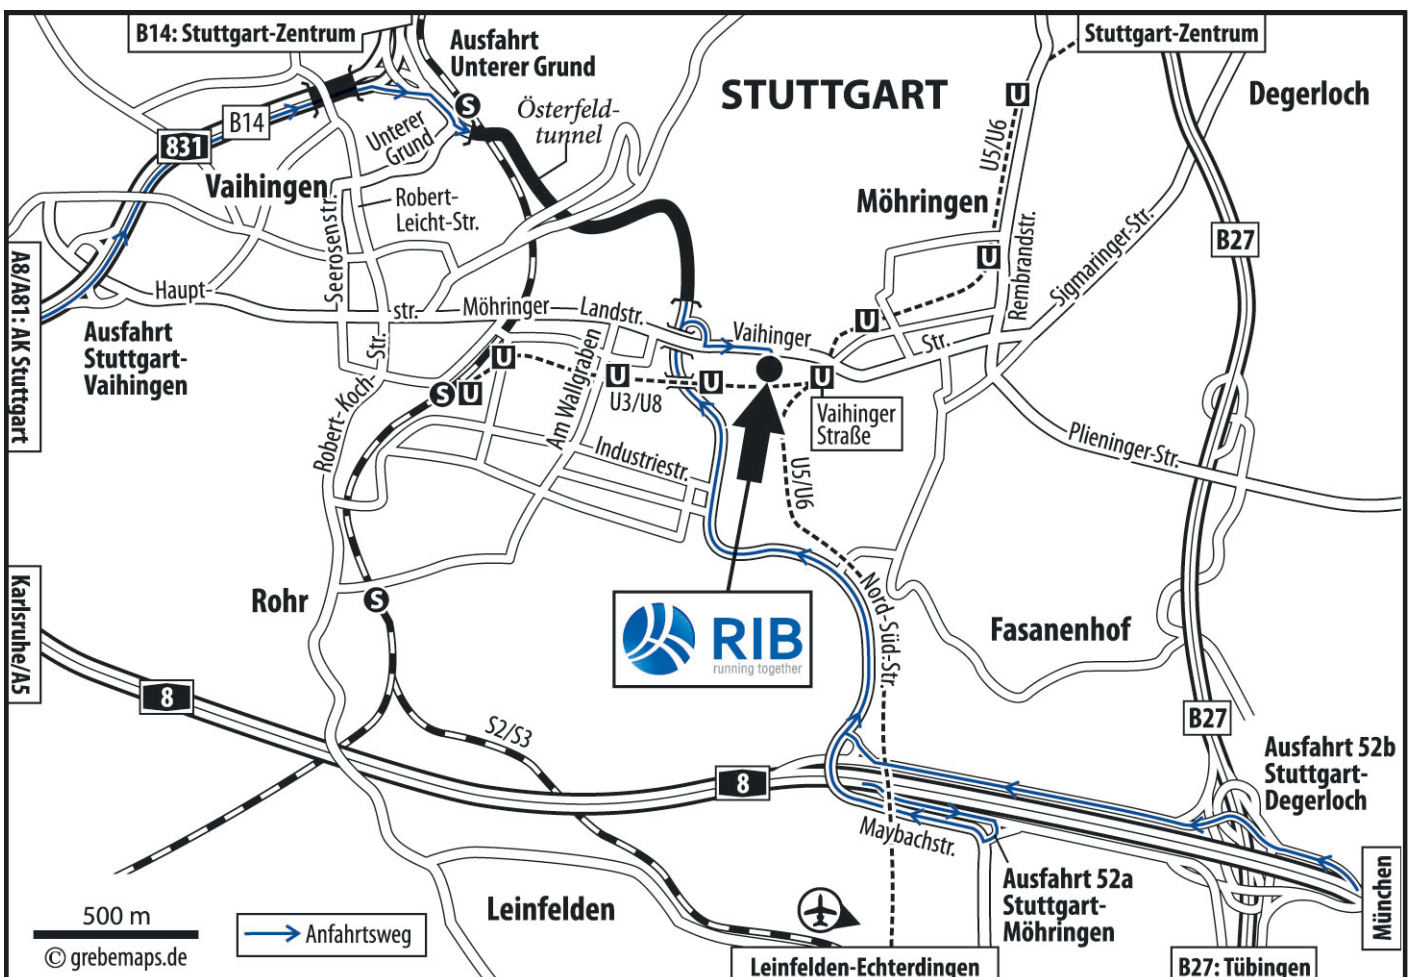 B14: Stuttgart-Zentrum
Ausfahrt
Unterer Grund
Stuttgart-Zentrum
STUTTGART
Degerloch
S
Österfeld-
tunnel
U
U5/U6
B14
831
Unterer
Grund
Vaihingen
Robert-
Leicht-Str.
Möhringen
Seerosenstr.
Rembrandstr.
Sigmaringer-Str.
B27
U
A8/A81: AK Stuttgart
Haupt-
str.
Möhringer
Landstr.
Vaihinger
Str.
U
Ausfahrt
Stuttgart-
Vaihingen
U
S
U
U
U
U
U3/U8
Vaihinger
Straße
Robert-Koch-
Str.
Am Wallgraben
Industriestr.
Plieninger-Str.
U5/U6
Karlsruhe/A5
Rohr
S
RIB
running together
Nord-Süd-Str.
Fasanenhof
8
S2/S3
B27
8
Ausfahrt 52b
Stuttgart-
Degerloch
Maybachstr.
Ausfahrt 52a
Stuttgart-
Möhringen
München
Leinfelden
500 m
Anfahrtsweg
© grebemaps.de
Leinfelden-Echterdingen
B27: Tübingen